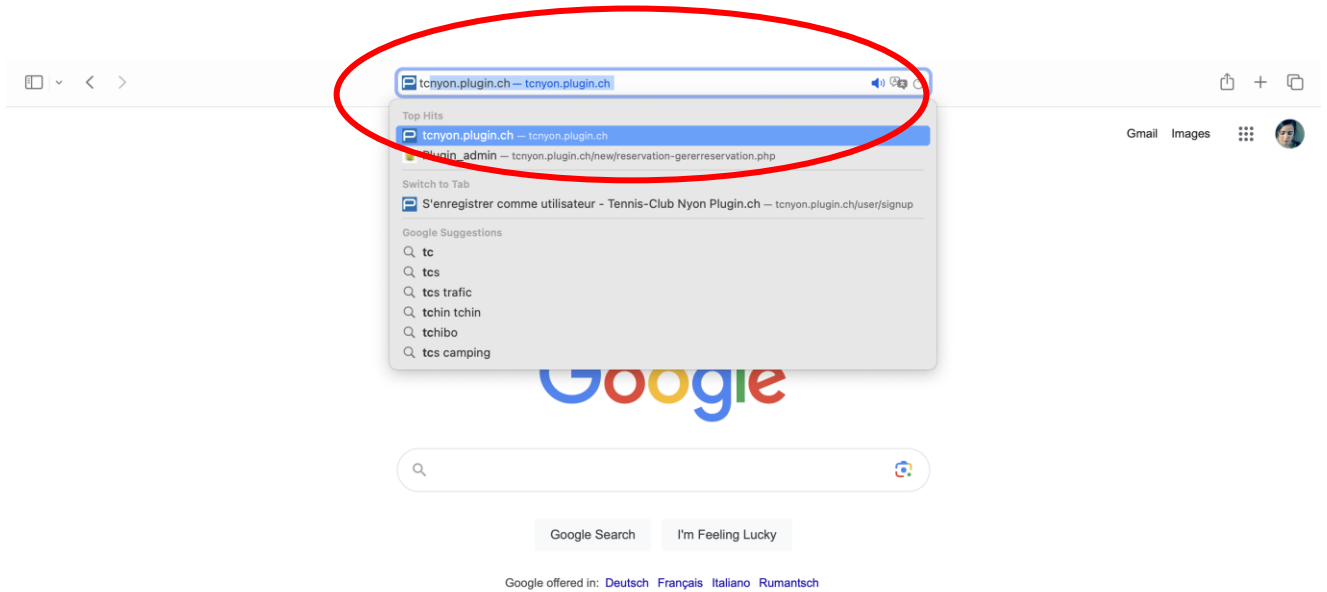 tcnyon.plugin.ch — tcnyon.plugin.ch
Top Hits
tcnyon.plugin.ch — tcnyon.plugin.ch
Plugin_admin — tcnyon.plugin.ch/new/reservation-gererreservation.php
Gmail Images
Switch to Tab
S'enregistrer comme utilisateur - Tennis-Club Nyon Plugin.ch — tcnyon.plugin.ch/user/signup
Google Suggestions
tc
tcs
tcs trafic
tchin tchin
tchibo
tcs camping
Google
Google Search I'm Feeling Lucky
Google offered in: Deutsch Français Italiano Rumantsch